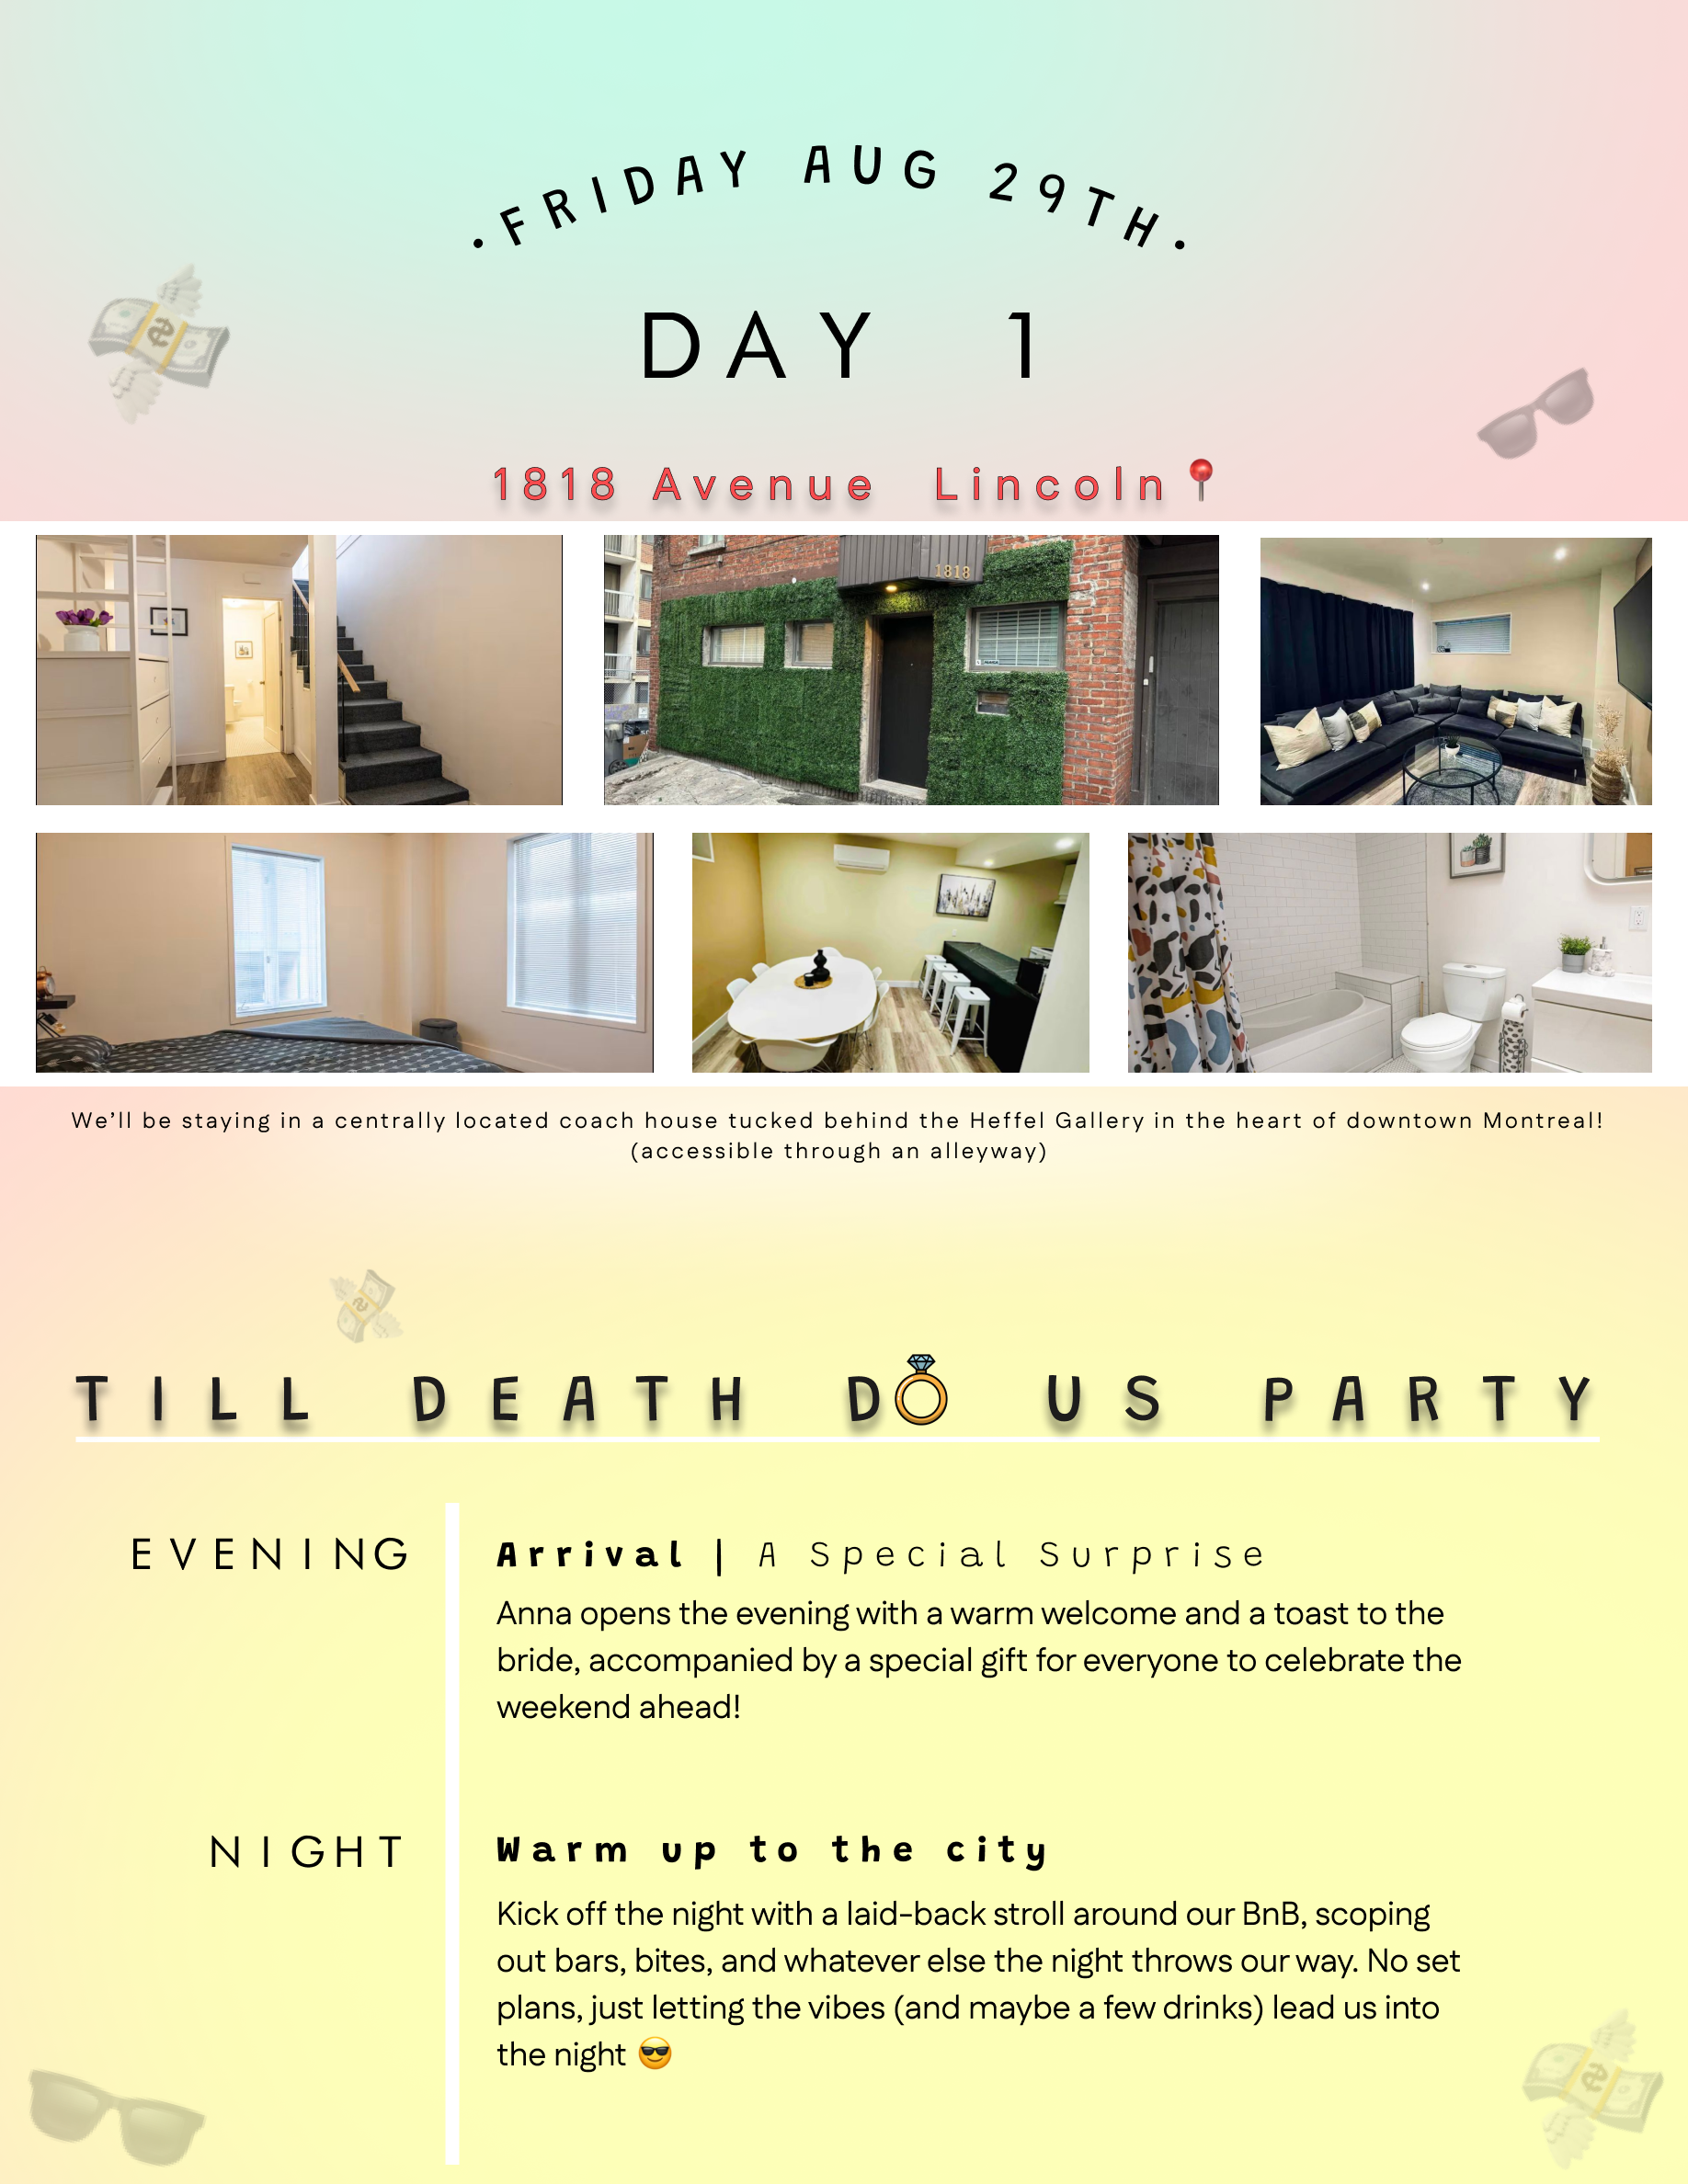 ·FRIDAY AUG 29TH·
DAY 1
1818 Avenue Lincoln
1818
We'll be staying in a centrally located coach house tucked behind the Heffel Gallery in the heart of downtown Montreal!
(accessible through an alleyway)
TILL DEATH D💍 US PARTY
EVENING
Arrival | A Special Surprise
Anna opens the evening with a warm welcome and a toast to the
bride, accompanied by a special gift for everyone to celebrate the
weekend ahead!
NIGHT
Warm up to the city
Kick off the night with a laid-back stroll around our BnB, scoping
out bars, bites, and whatever else the night throws our way. No set
plans, just letting the vibes (and maybe a few drinks) lead us into
the night 😎